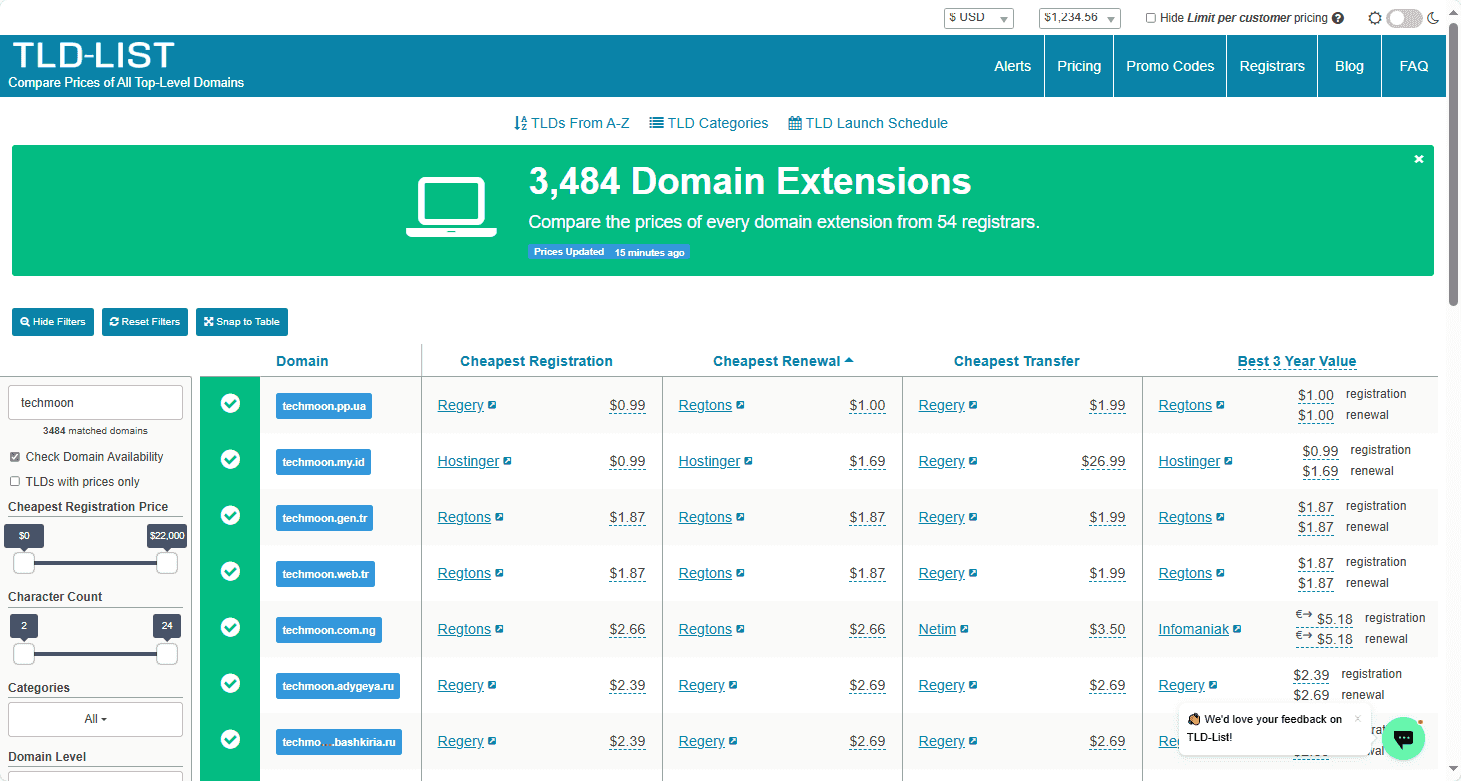 $ USD
$1,234.56
Hide Limit per customer pricing
TLD-LIST
Compare Prices of All Top-Level Domains
Alerts
Pricing
Promo Codes
Registrars
Blog
FAQ
TLDs From A-Z
TLD Categories
TLD Launch Schedule
3,484 Domain Extensions
Compare the prices of every domain extension from 54 registrars.
Prices Updated 15 minutes ago
Hide Filters
Reset Filters
Snap to Table
Domain
Cheapest Registration
Cheapest Renewal
Cheapest Transfer
Best 3 Year Value
techmoon
3484 matched domains
Check Domain Availability
TLDs with prices only
Cheapest Registration Price
$0
$22,000
Character Count
2
24
Categories
All
Domain Level
techmoon.pp.ua
Regery $0.99
Regtons $1.00
Regery $1.99
Regtons
$1.00 registration
$1.00 renewal
techmoon.my.id
Hostinger $0.99
Hostinger $1.69
Regery $26.99
Hostinger
$0.99 registration
$1.69 renewal
techmoon.gen.tr
Regtons $1.87
Regtons $1.87
Regery $1.99
Regtons
$1.87 registration
$1.87 renewal
techmoon.web.tr
Regtons $1.87
Regtons $1.87
Regery $1.99
Regtons
$1.87 registration
$1.87 renewal
techmoon.com.ng
Regtons $2.66
Regtons $2.66
Netim $3.50
Infomaniak
€→ $5.18 registration
€→ $5.18 renewal
techmoon.adygeya.ru
Regery $2.39
Regery $2.69
Regery $2.69
Regery
$2.39 registration
$2.69 renewal
techmo...bashkiria.ru
Regery $2.39
Regery $2.69
Regery $2.69
We'd love your feedback on
TLD-List!